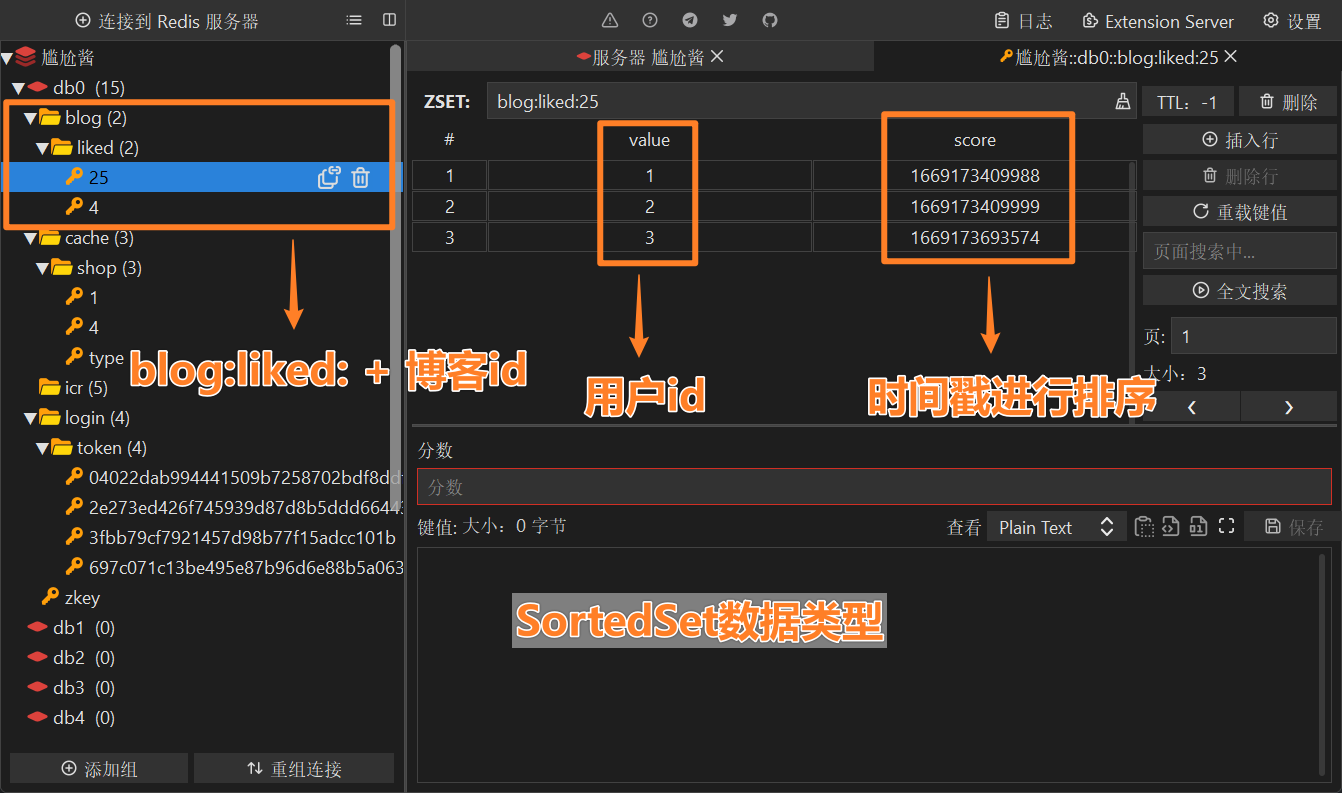 连接到 Redis 服务器
日志 Extension Server 设置
尴尬酱
db0 (15)
blog (2)
liked (2)
25
4
cache (3)
shop (3)
1
4
type
icr (5)
login (4)
token (4)
04022dab994441509b7258702bdf8dd
2e273ed426f745939d87d8b5ddd6644
3fbb79cf7921457d98b77f15adcc101b
697c071c13be495e87b96d6e88b5a063
zkey
db1 (0)
db2 (0)
db3 (0)
db4 (0)
添加组 重组连接
blog:liked: + 博客id
服务器 尴尬酱 尴尬酱::db0::blog:liked:25
ZSET: blog:liked:25
TTL: -1 删除
# value score
1 1 1669173409988
2 2 1669173409999
3 3 1669173693574
插入行
删除行
重载键值
页面搜索中...
全文搜索
页: 1
大小: 3
用户id 时间戳进行排序
分数
分数
键值: 大小: 0 字节 查看 Plain Text 保存
SortedSet数据类型